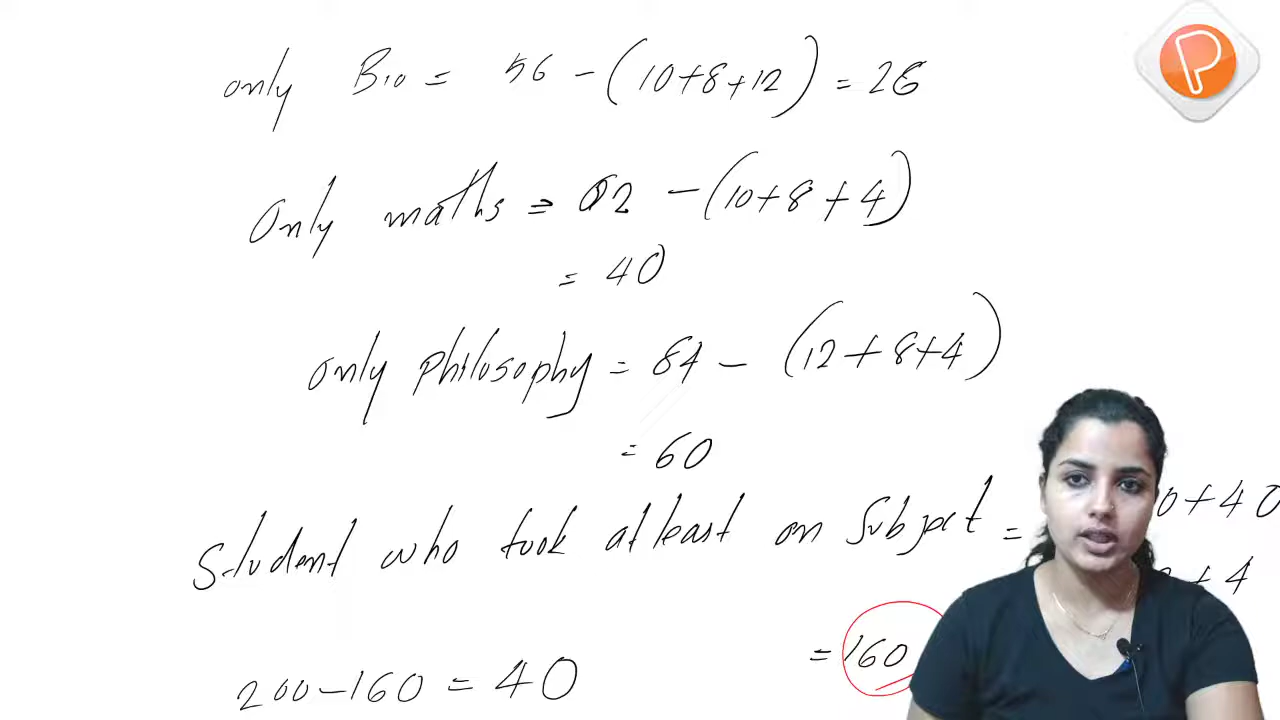 only Bio = 56 - (10+8+12) = 26
only maths = 62 - (10+8+4)
= 40
only philosophy = 84 - (12+8+4)
= 60
Student who took atleast on subject = 0+40
+ 4
= 160
200-160 = 40
P